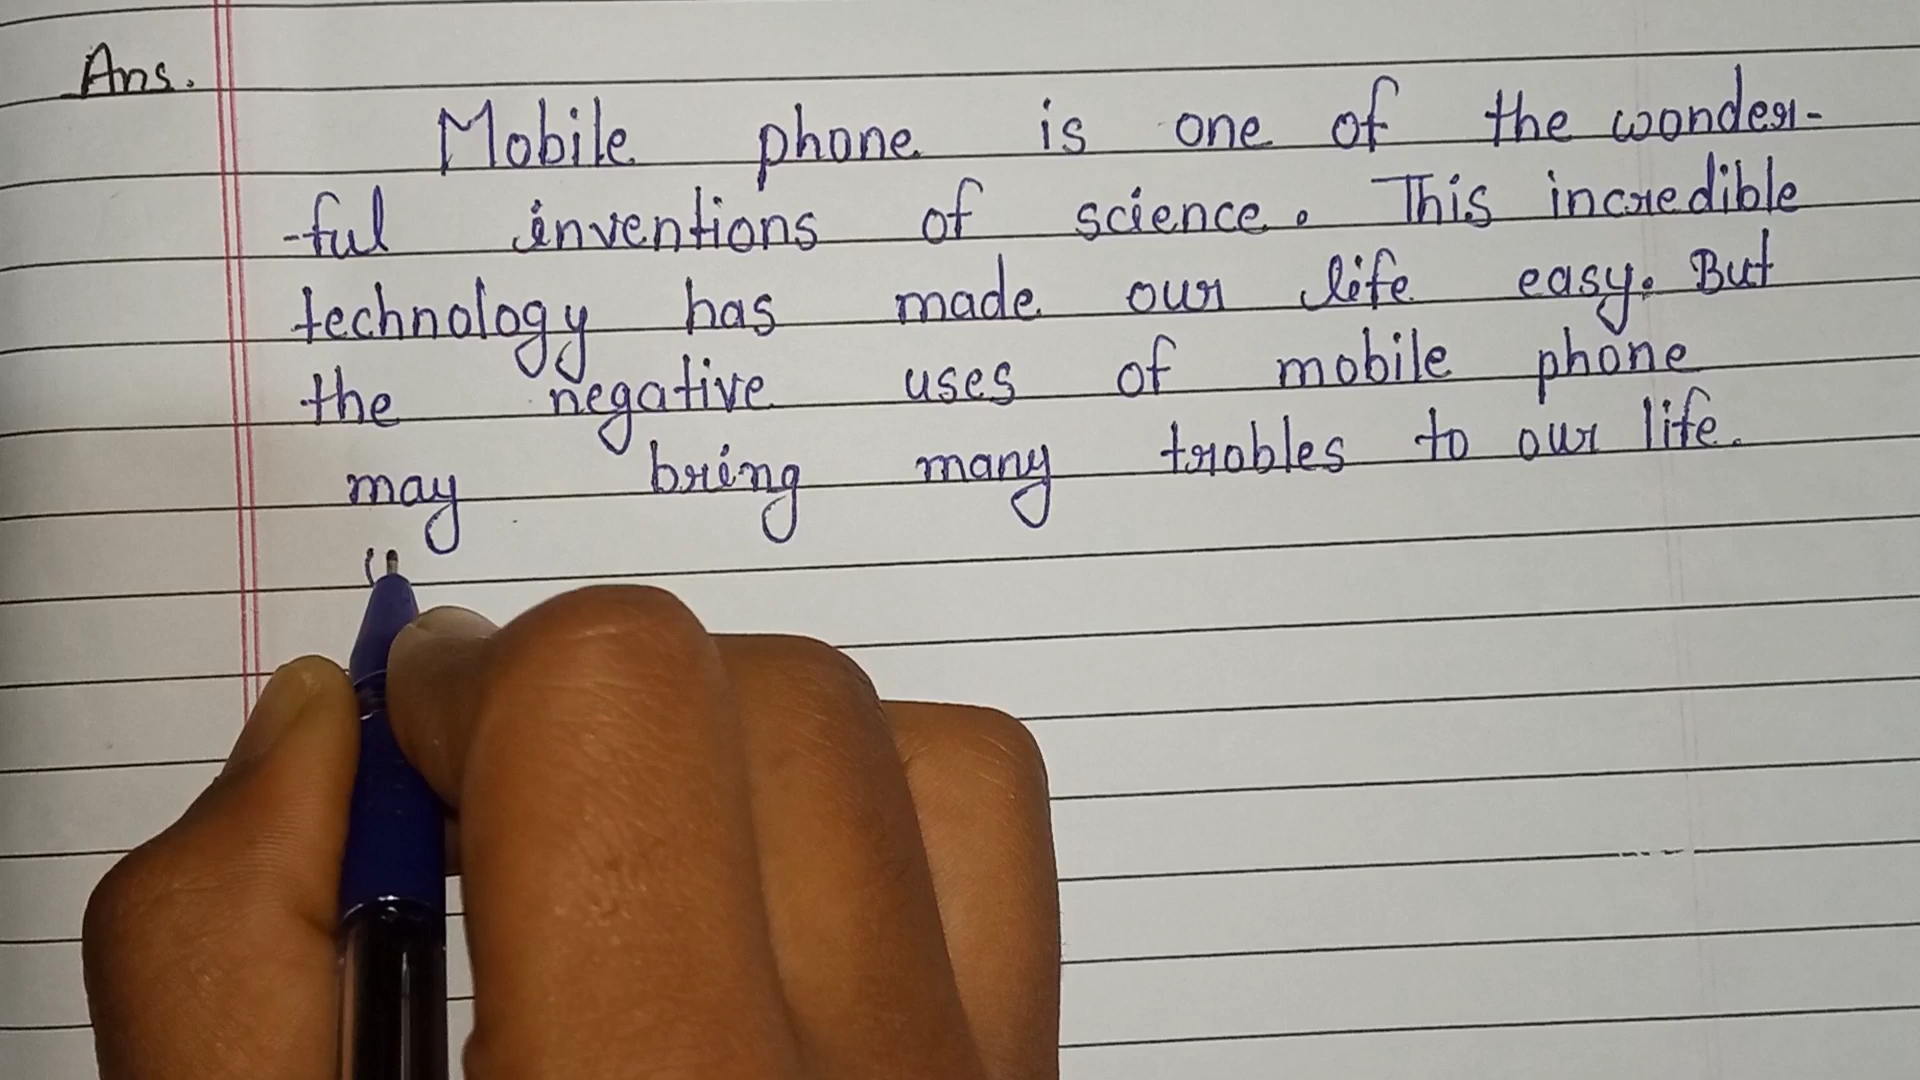 Ans.
Mobile phone is one of the wonder-
-ful inventions of science. This incredible
technology has made our life easy. But
the negative uses of mobile phone
may bring many trobles to our life.